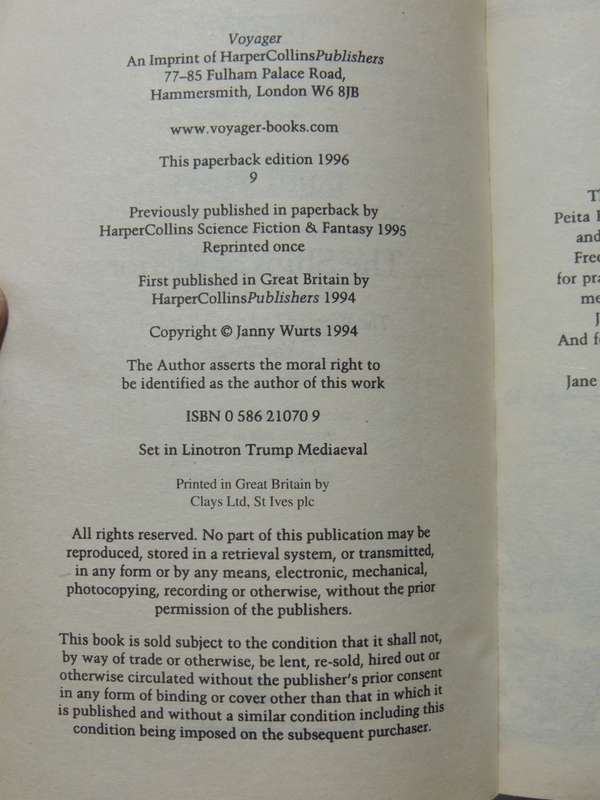 Voyager
An Imprint of HarperCollinsPublishers
77–85 Fulham Palace Road,
Hammersmith, London W6 8JB
www.voyager-books.com
This paperback edition 1996
9
Previously published in paperback by
HarperCollins Science Fiction & Fantasy 1995
Reprinted once
First published in Great Britain by
HarperCollinsPublishers 1994
Copyright © Janny Wurts 1994
The Author asserts the moral right to
be identified as the author of this work
ISBN 0 586 21070 9
Set in Linotron Trump Mediaeval
Printed in Great Britain by
Clays Ltd, St Ives plc
All rights reserved. No part of this publication may be
reproduced, stored in a retrieval system, or transmitted,
in any form or by any means, electronic, mechanical,
photocopying, recording or otherwise, without the prior
permission of the publishers.
This book is sold subject to the condition that it shall not,
by way of trade or otherwise, be lent, re-sold, hired out or
otherwise circulated without the publisher's prior consent
in any form of binding or cover other than that in which it
is published and without a similar condition including this
condition being imposed on the subsequent purchaser.
Peita
and
for
And
Jane